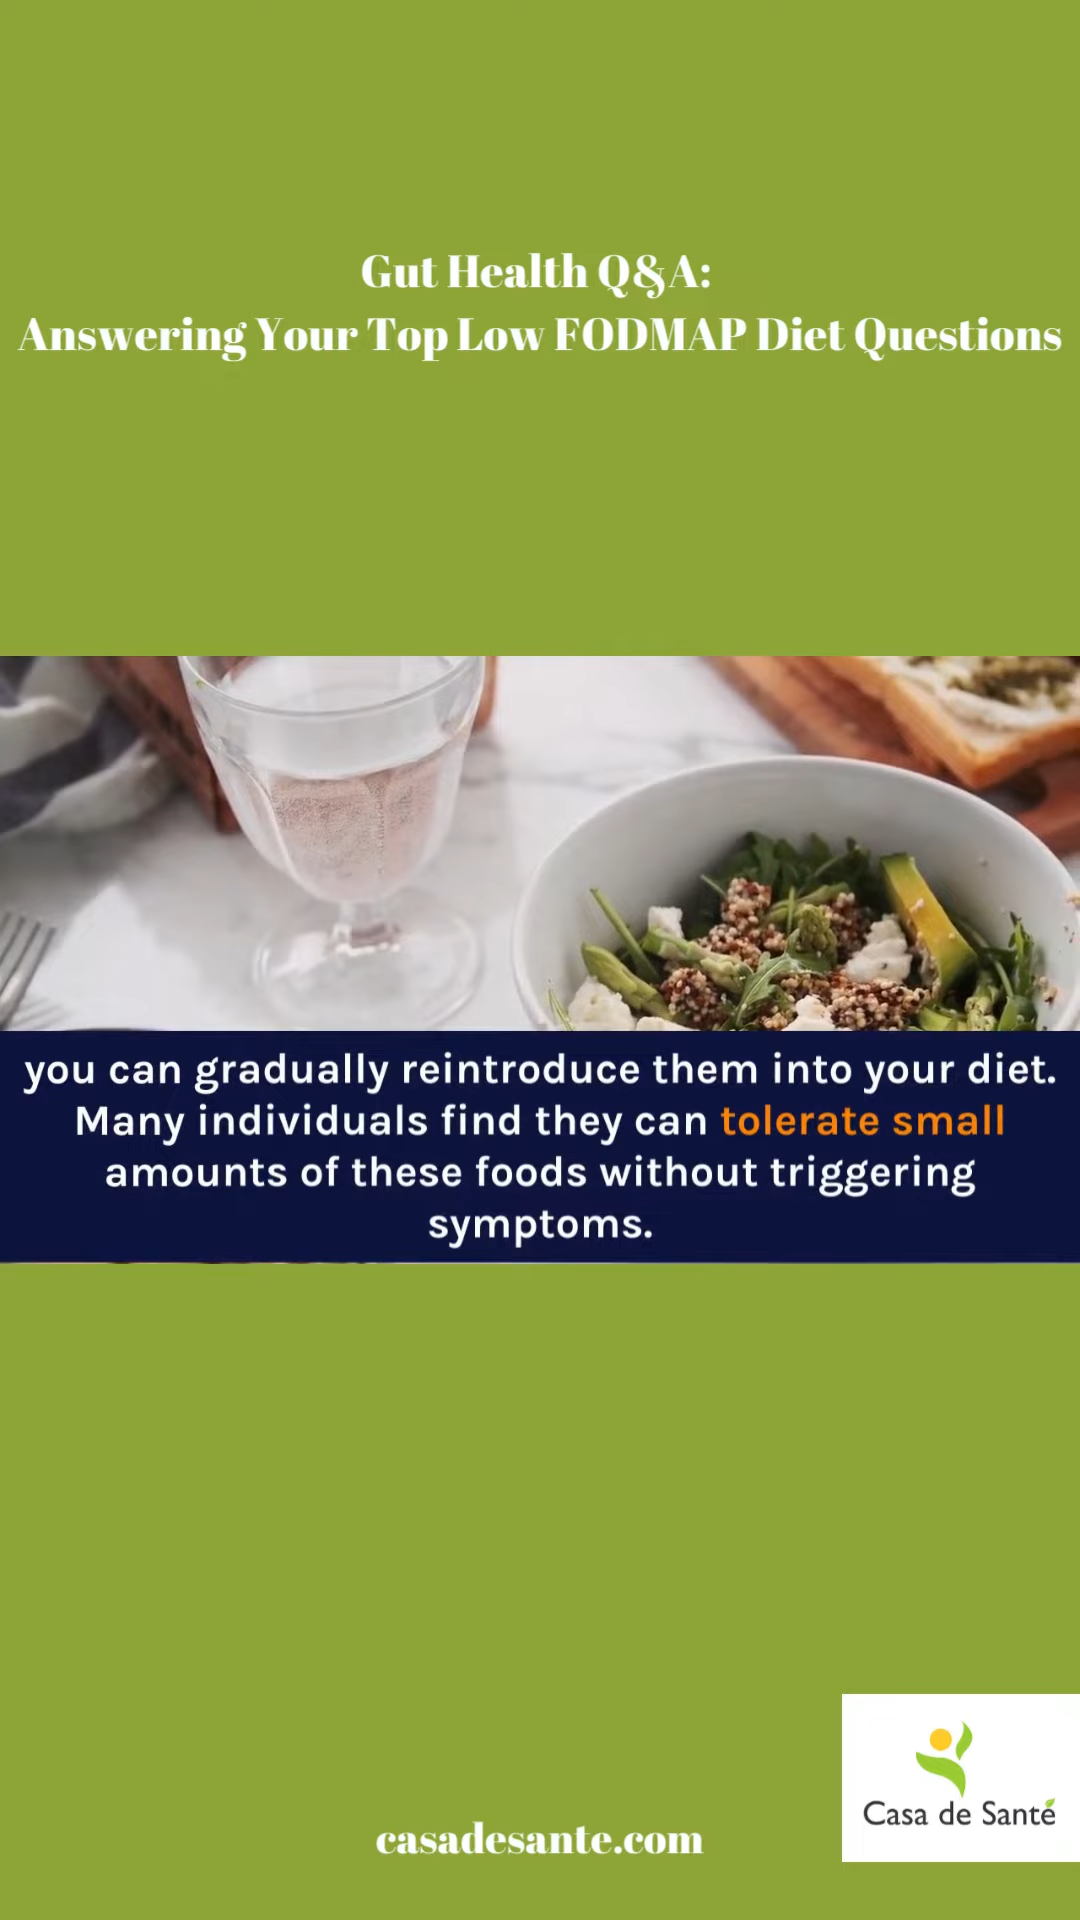 Gut Health Q&A:
Answering Your Top Low FODMAP Diet Questions
you can gradually reintroduce them into your diet.
Many individuals find they can tolerate small
amounts of these foods without triggering
symptoms.
Casa de Santé
casadesante.com